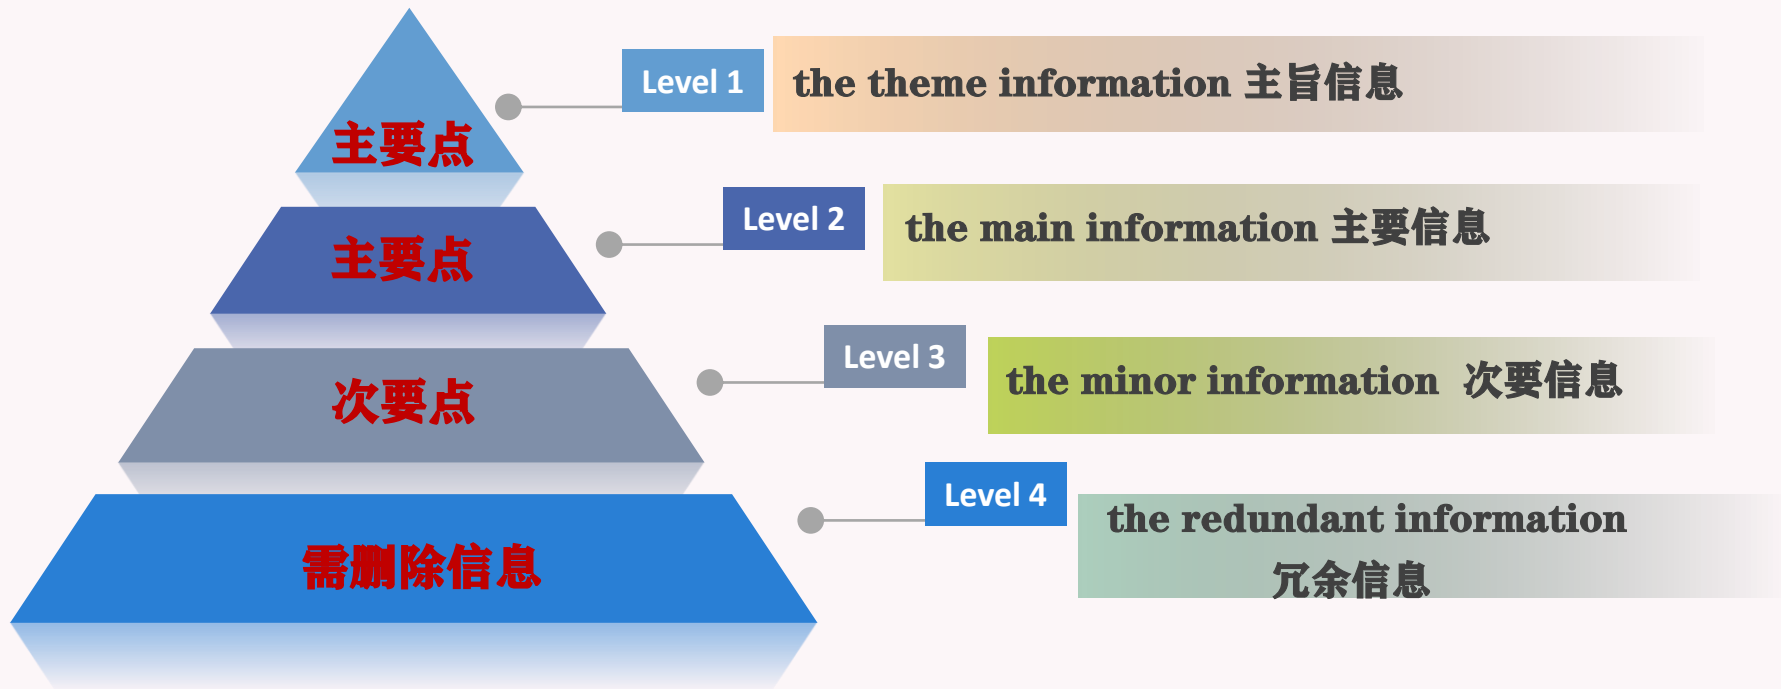 主要点
Level 1
the theme information 主旨信息
主要点
Level 2
the main information 主要信息
次要点
Level 3
the minor information 次要信息
需删除信息
Level 4
the redundant information
冗余信息